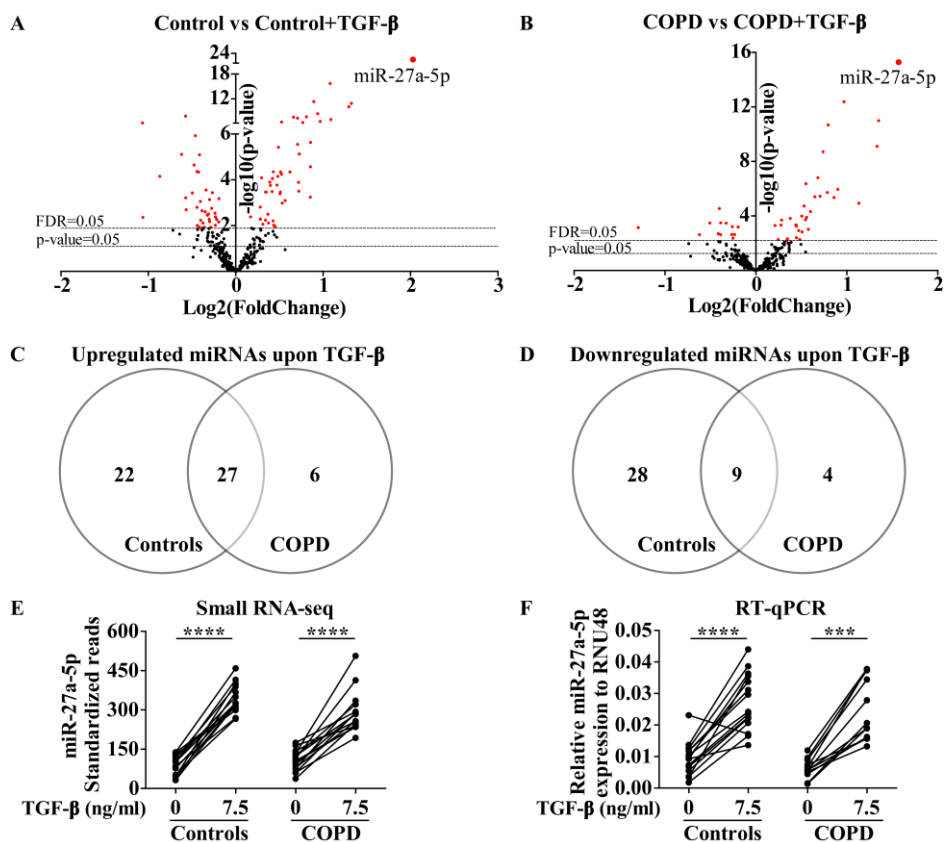 A Control vs Control+TGF-β
24
18
12
6
4
2
-log10(p-value)
miR-27a-5p
FDR=0.05
p-value=0.05
-2 -1 0 1 2 3
Log2(FoldChange)
B COPD vs COPD+TGF-β
16
12
8
4
-log10(p-value)
miR-27a-5p
FDR=0.05
p-value=0.05
-2 -1 0 1 2
Log2(FoldChange)
C Upregulated miRNAs upon TGF-β
22 27 6
Controls COPD
D Downregulated miRNAs upon TGF-β
28 9 4
Controls COPD
E Small RNA-seq
miR-27a-5p
Standardized reads
600
450
300
150
0
**** ****
0 7.5 0 7.5
TGF-β (ng/ml)
Controls COPD
F RT-qPCR
Relative miR-27a-5p
expression to RNU48
0.05
0.04
0.03
0.02
0.01
0.00
**** ***
0 7.5 0 7.5
TGF-β (ng/ml)
Controls COPD